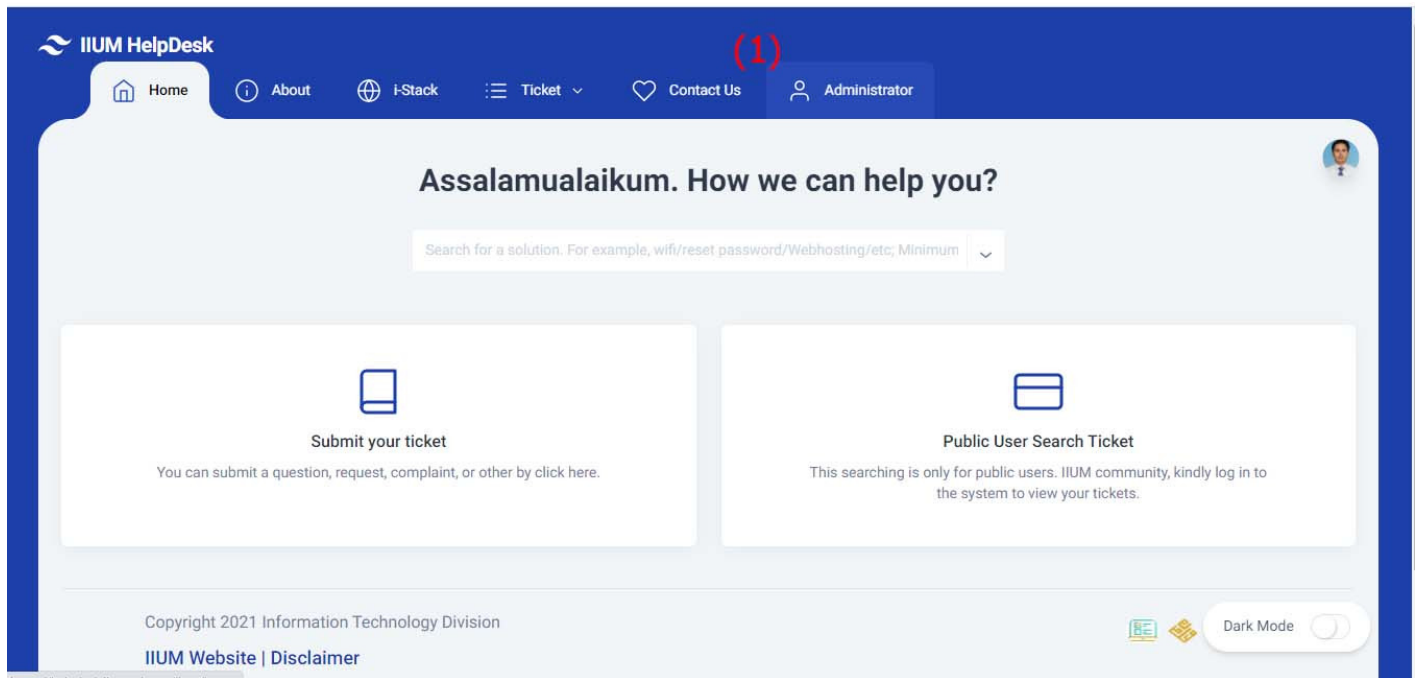 IIUM HelpDesk
(1)
Home About i-Stack Ticket Contact Us Administrator
Assalamualaikum. How we can help you?
Search for a solution. For example, wifi/reset password/Webhosting/etc; Minimum
Submit your ticket
You can submit a question, request, complaint, or other by click here.
Public User Search Ticket
This searching is only for public users. IIUM community, kindly log in to
the system to view your tickets.
Copyright 2021 Information Technology Division
IIUM Website | Disclaimer
Dark Mode